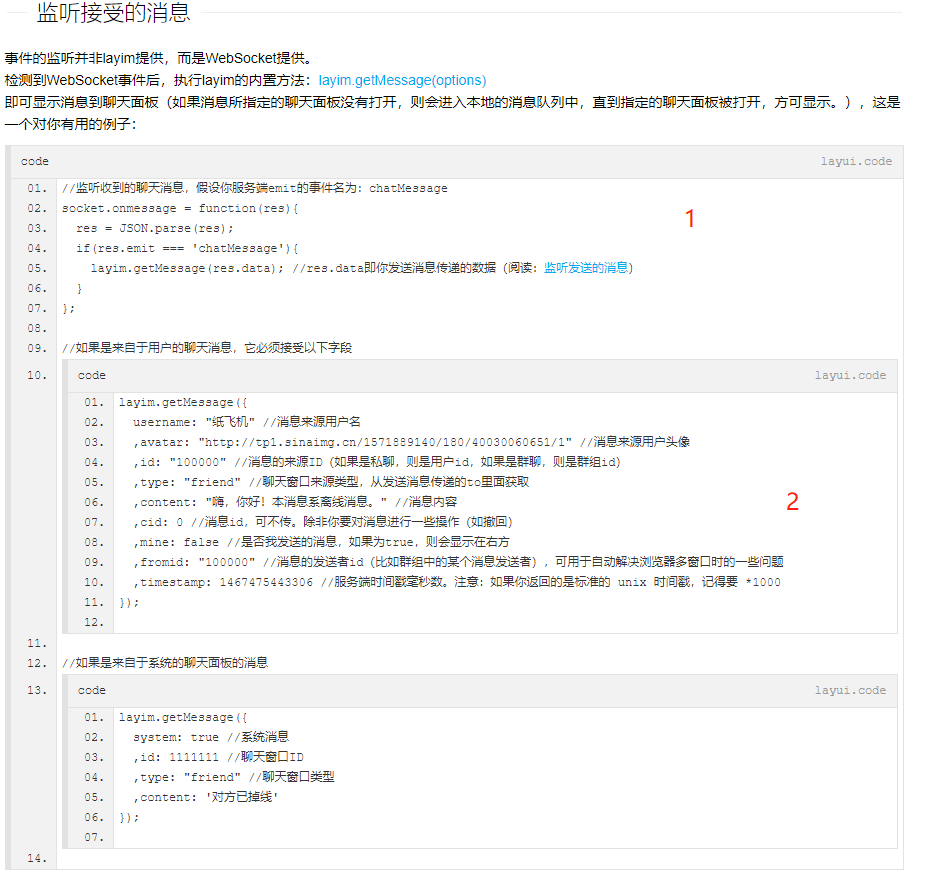 监听接受的消息
事件的监听并非layim提供，而是WebSocket提供。
检测到WebSocket事件后，执行layim的内置方法：layim.getMessage(options)
即可显示消息到聊天面板（如果消息所指定的聊天面板没有打开，则会进入本地的消息队列中，直到指定的聊天面板被打开，方可显示。），这是
一个对你有用的例子：
code layui.code
01. //监听收到的聊天消息，假设你服务端emit的事件名为：chatMessage
02. socket.onmessage = function(res){
1
03. res = JSON.parse(res);
04. if(res.emit === 'chatMessage'){
05. layim.getMessage(res.data); //res.data即你发送消息传递的数据（阅读：监听发送的消息）
06. }
07. };
08.
09. //如果是来自于用户的聊天消息，它必须接受以下字段
10. code layui.code
01. layim.getMessage({
02. username: "纸飞机" //消息来源用户名
03. ,avatar: "http://tp1.sinaimg.cn/1571889140/180/40030060651/1" //消息来源用户头像
04. ,id: "100000" //消息的来源ID（如果是私聊，则是用户id，如果是群聊，则是群组id）
05. ,type: "friend" //聊天窗口来源类型，从发送消息传递的to里面获取
06. ,content: "嗨，你好！本消息系离线消息。" //消息内容
2
07. ,cid: 0 //消息id，可不传。除非你要对消息进行一些操作（如撤回）
08. ,mine: false //是否我发送的消息，如果为true，则会显示在右方
09. ,fromid: "100000" //消息的发送者id（比如群组中的某个消息发送者），可用于自动解决浏览器多窗口时的一些问题
10. ,timestamp: 1467475443306 //服务端时间戳毫秒数。注意：如果你返回的是标准的 unix 时间戳，记得要 *1000
11. });
12.
11.
12. //如果是来自于系统的聊天面板的消息
13. code layui.code
01. layim.getMessage({
02. system: true //系统消息
03. ,id: 1111111 //聊天窗口ID
04. ,type: "friend" //聊天窗口类型
05. ,content: '对方已掉线'
06. });
07.
14.